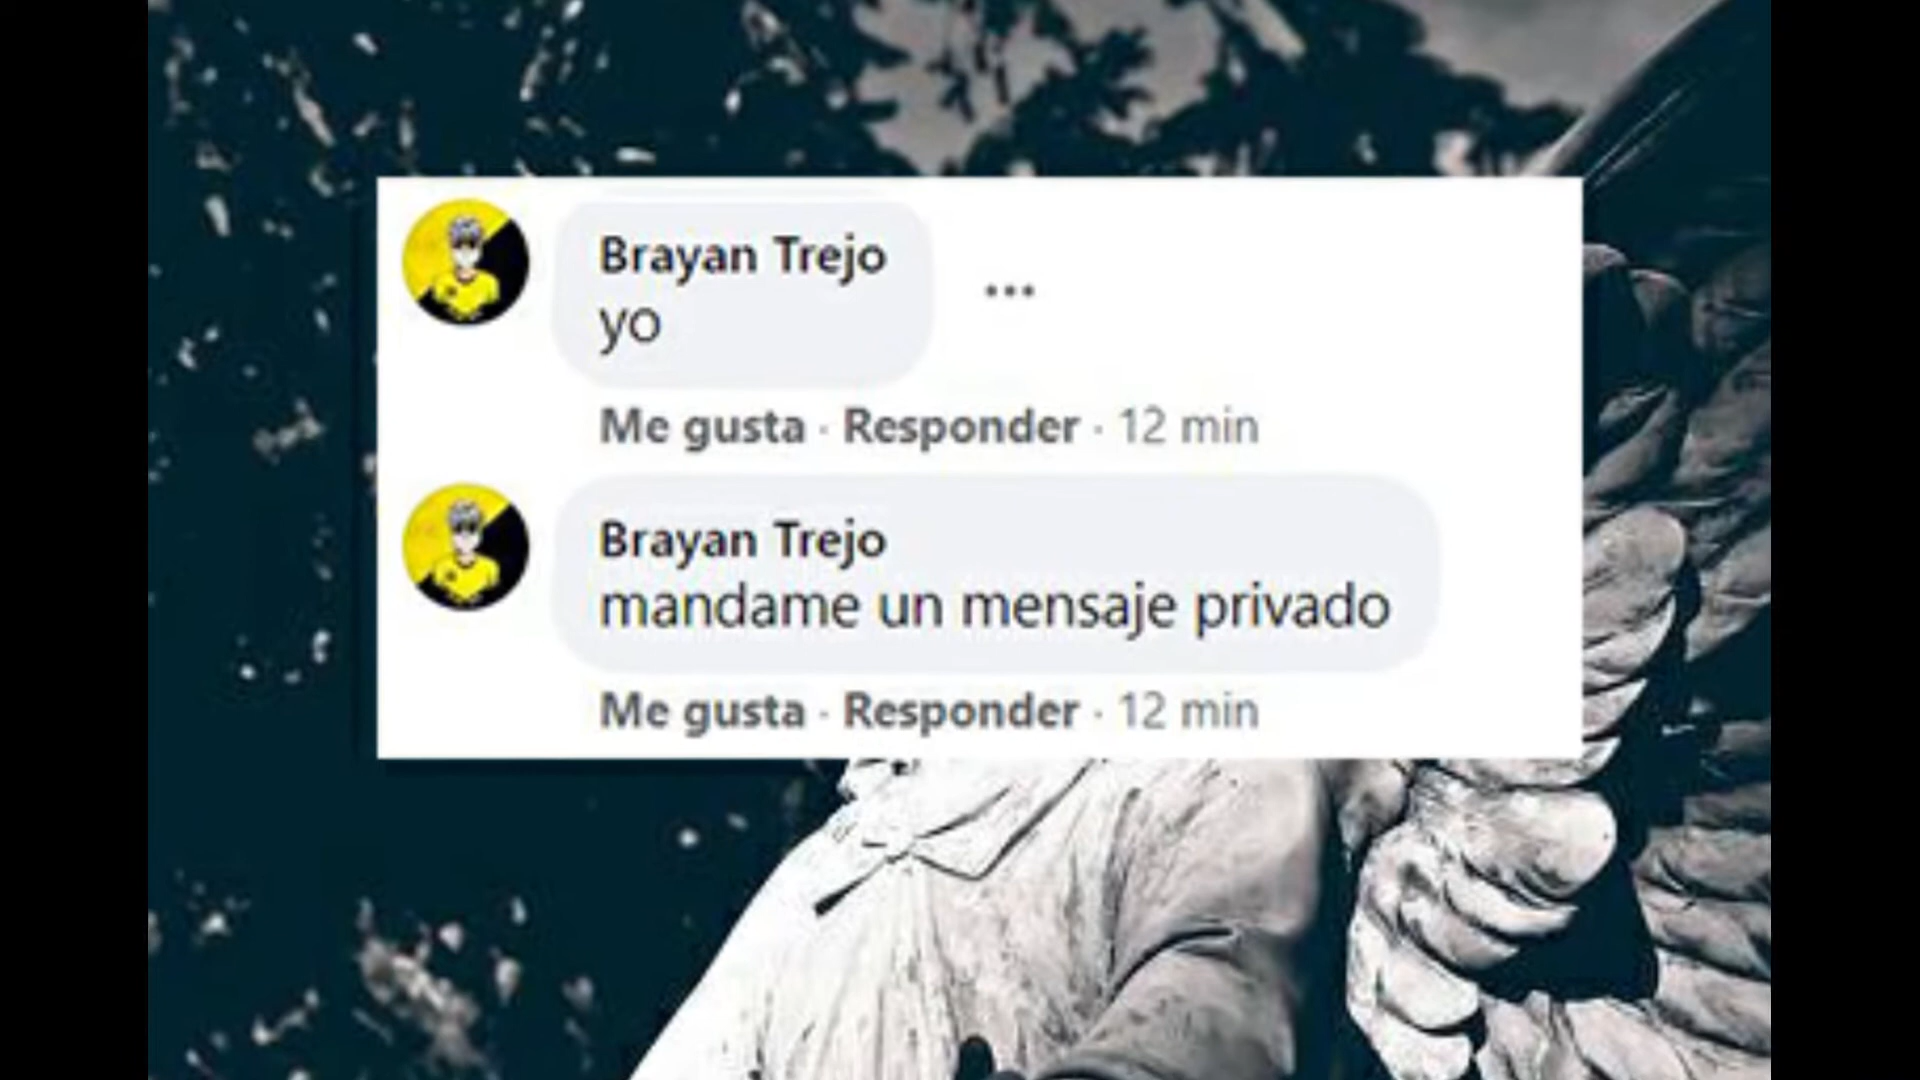 Brayan Trejo
yo
...
Me gusta · Responder · 12 min
Brayan Trejo
mandame un mensaje privado
Me gusta · Responder · 12 min